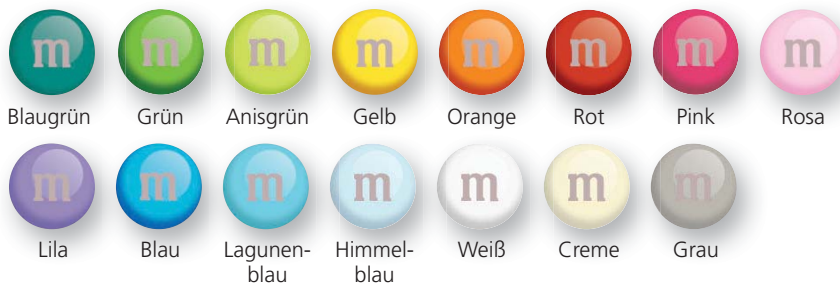 m m m m m m m m
Blaugrün Grün Anisgrün Gelb Orange Rot Pink Rosa
m m m m m m m
Lila Blau Lagunen- Himmel- Weiß Creme Grau
blau blau